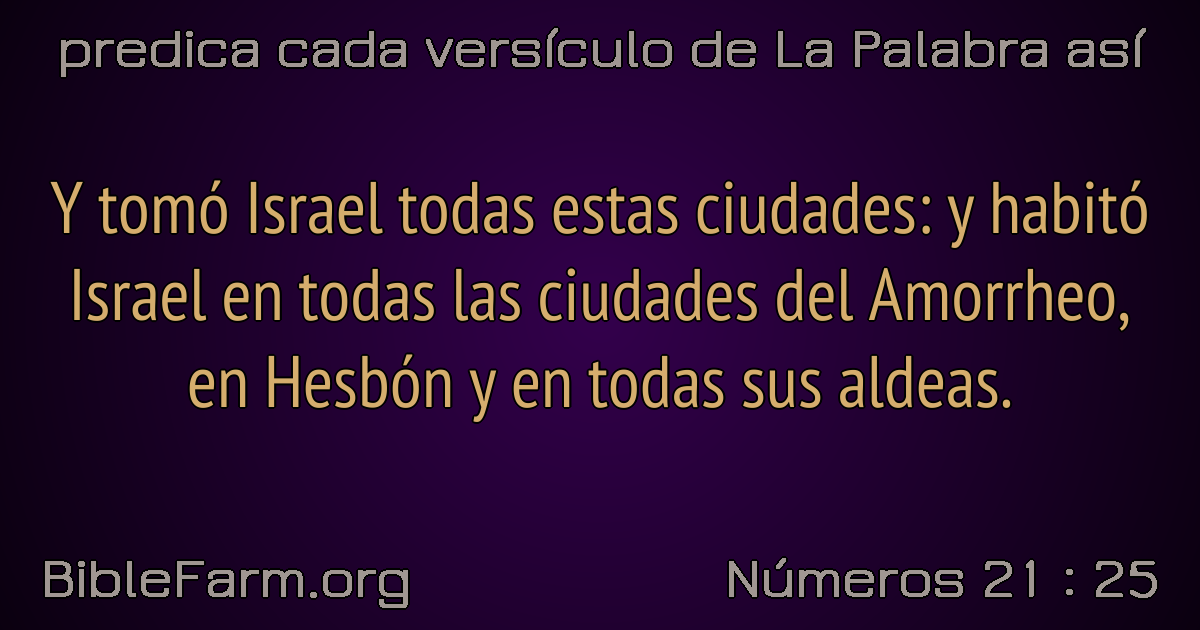 predica cada versículo de La Palabra así
Y tomó Israel todas estas ciudades: y habitó
Israel en todas las ciudades del Amorrheo,
en Hesbón y en todas sus aldeas.
BibleFarm.org
Números 21 : 25